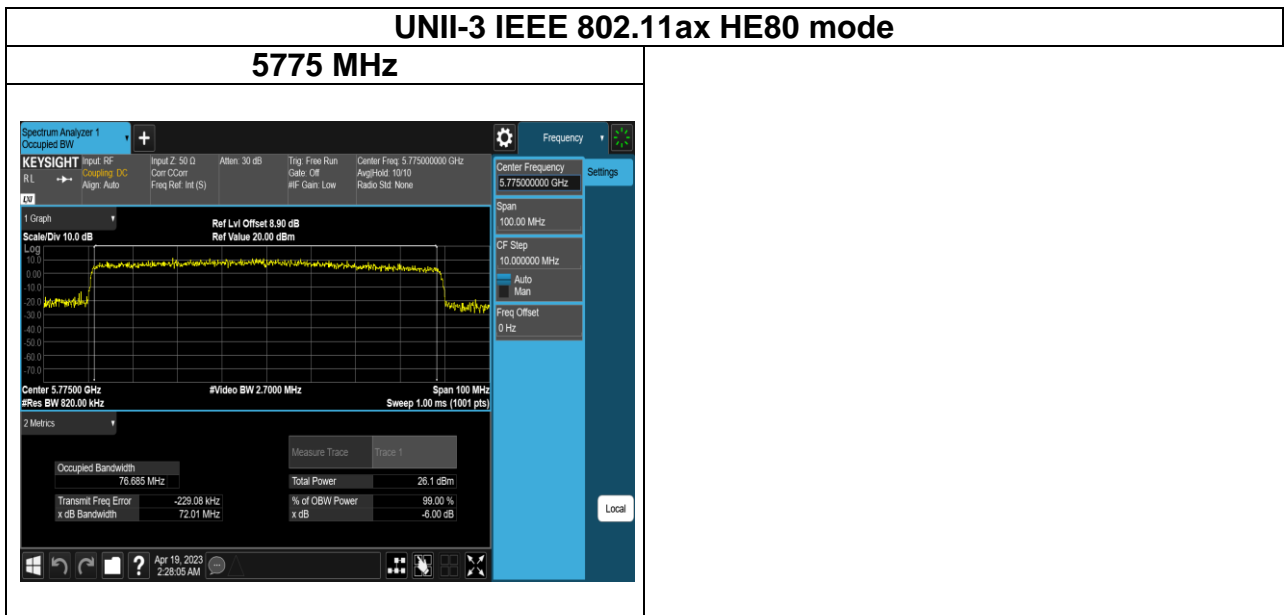 UNII-3 IEEE 802.11ax HE80 mode
5775 MHz
Spectrum Analyzer 1
Occupied BW
Frequency
KEYSIGHT
RL
LXI
Input: RF
Coupling: DC
Align: Auto
Input Z: 50 Ω
Corr CCorr
Freq Ref: Int (S)
Atten: 30 dB
Trig: Free Run
Gate: Off
#IF Gain: Low
Center Freq: 5.775000000 GHz
Avg|Hold: 10/10
Radio Std: None
Center Frequency
5.775000000 GHz
Settings
Span
100.00 MHz
CF Step
10.000000 MHz
Auto
Man
Freq Offset
0 Hz
Local
1 Graph
Scale/Div 10.0 dB
Ref Lvl Offset 8.90 dB
Ref Value 20.00 dBm
Log
10.0
0.00
-10.0
-20.0
-30.0
-40.0
-50.0
-60.0
-70.0
Center 5.77500 GHz
#Video BW 2.7000 MHz
Span 100 MHz
#Res BW 820.00 kHz
Sweep 1.00 ms (1001 pts)
2 Metrics
Measure Trace Trace 1
Occupied Bandwidth
76.685 MHz
Total Power 26.1 dBm
Transmit Freq Error -229.08 kHz
% of OBW Power 99.00 %
x dB Bandwidth 72.01 MHz
x dB -6.00 dB
?
Apr 19, 2023
2:28:05 AM